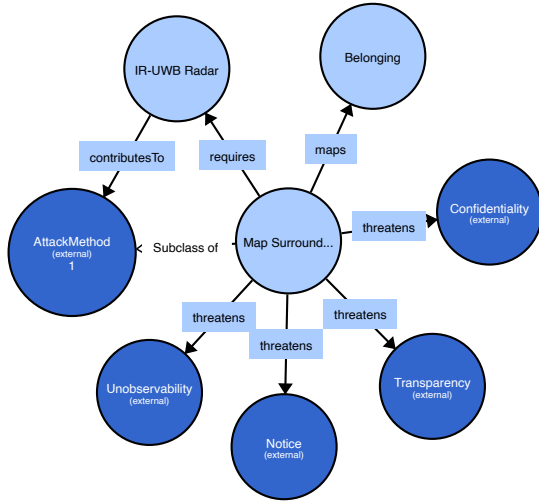 IR-UWB Radar
Belonging
contributesTo
requires
maps
Confidentiality
(external)
threatens
AttackMethod
(external)
1
Subclass of
Map Surround...
threatens
threatens
threatens
Unobservability
(external)
Transparency
(external)
Notice
(external)